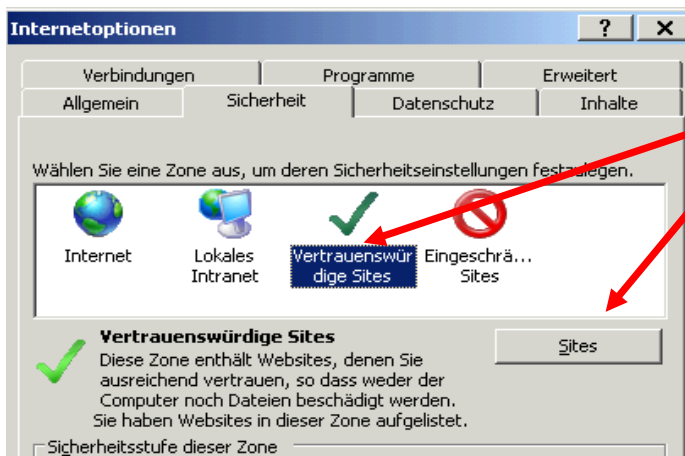 Internetoptionen
Verbindungen Programme Erweitert
Allgemein Sicherheit Datenschutz Inhalte
Wählen Sie eine Zone aus, um deren Sicherheitseinstellungen festzulegen.
Internet
Lokales
Intranet
Vertrauenswür
dige Sites
Eingeschrä...
Sites
Vertrauenswürdige Sites
Diese Zone enthält Websites, denen Sie
ausreichend vertrauen, so dass weder der
Computer noch Dateien beschädigt werden.
Sie haben Websites in dieser Zone aufgelistet.
Sites
Sicherheitsstufe dieser Zone